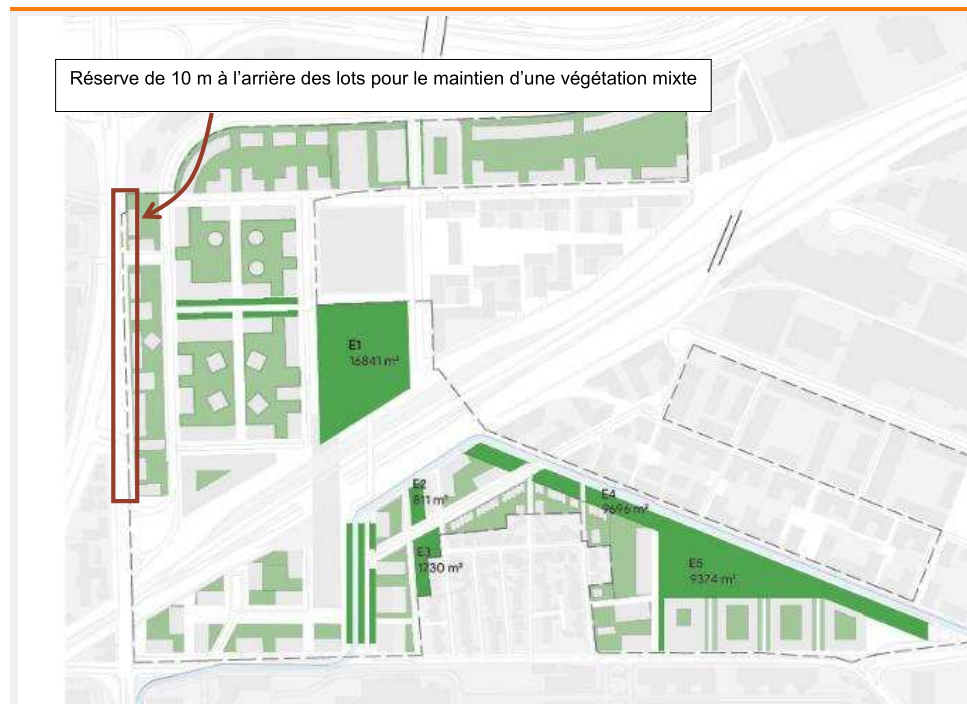 Réserve de 10 m à l’arrière des lots pour le maintien d’une végétation mixte
E1
16841 m²
E2
811 m²
E3
1730 m²
E4
9696 m²
E5
9374 m²